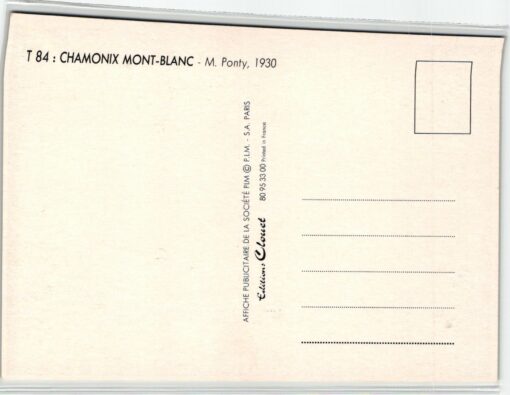 T 84 : CHAMONIX MONT-BLANC - M. Ponty, 1930
AFFICHE PUBLICITAIRE DE LA SOCIÉTÉ PLM © P.L.M. - S.A. PARIS
Editions Clouet 80 95 33 00 Printed in France